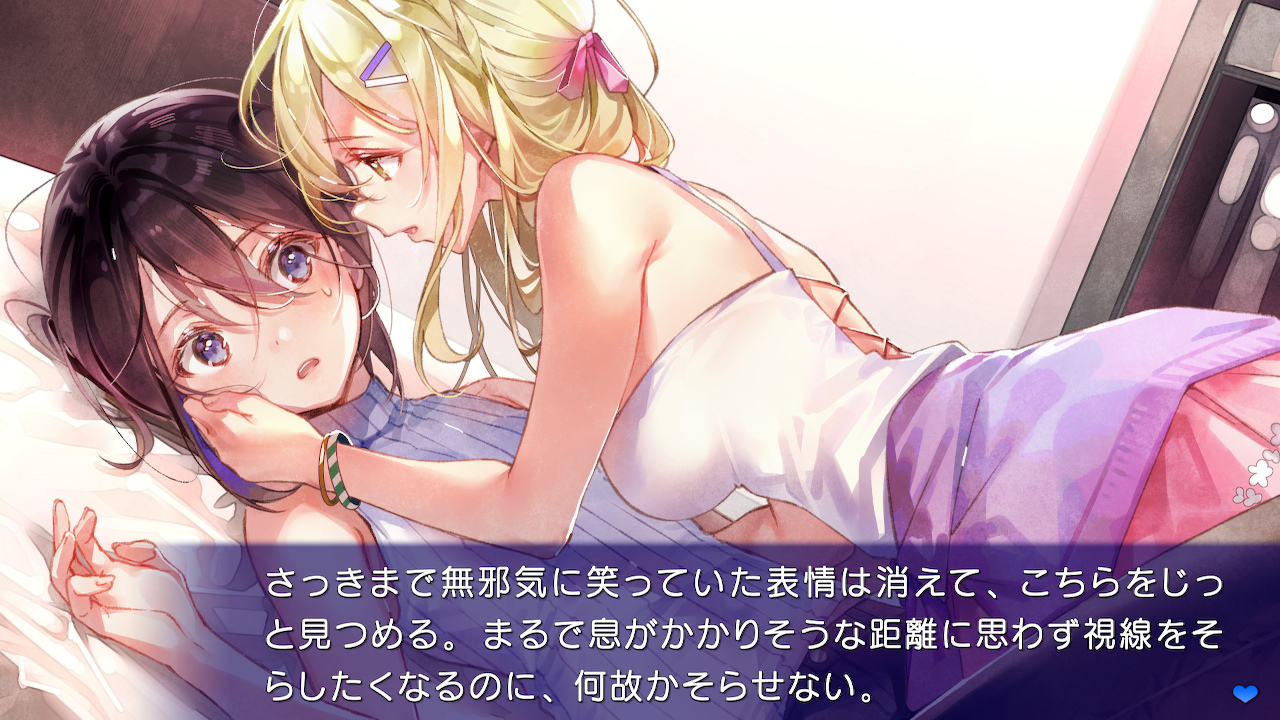 さっきまで無邪気に笑っていた表情は消えて、こちらをじっ
と見つめる。まるで息がかかりそうな距離に思わず視線をそ
らしたくなるのに、何故かそらせない。